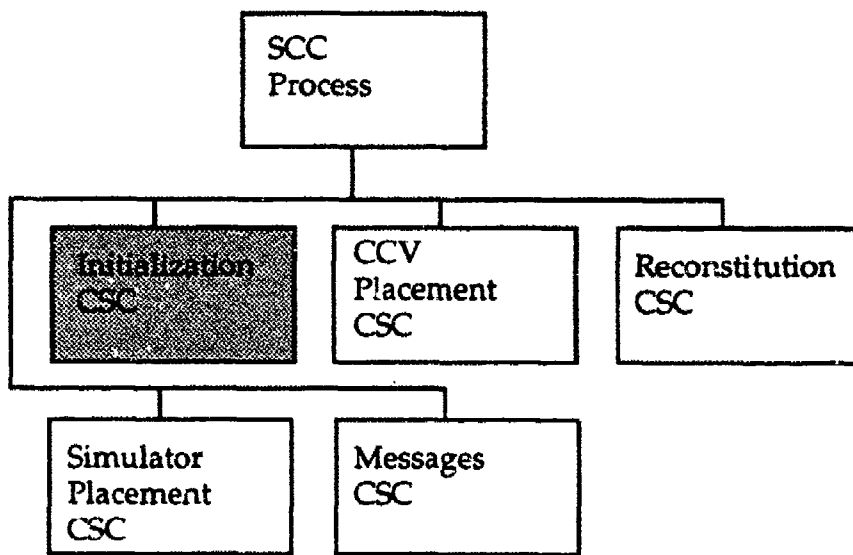 SCC
Process
Initialization
CSC
CCV
Placement
CSC
Reconstitution
CSC
Simulator
Placement
CSC
Messages
CSC